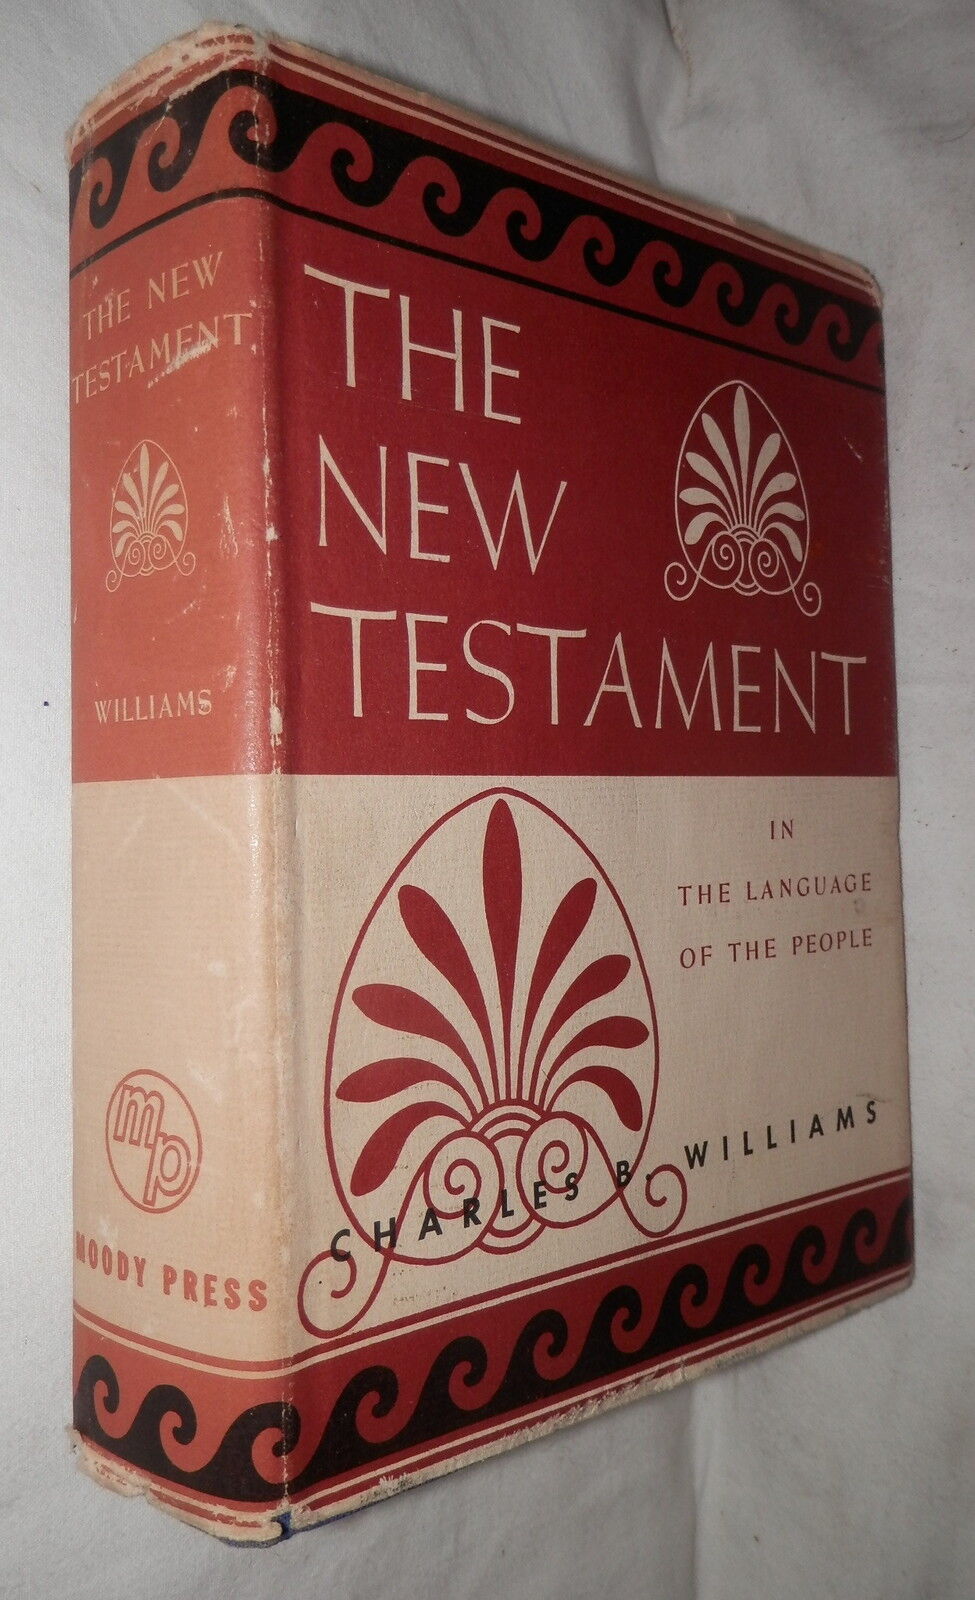 THE NEW
TESTAMENT
WILLIAMS
mp
MOODY PRESS
THE
NEW
TESTAMENT
IN
THE LANGUAGE
OF THE PEOPLE
CHARLES B. WILLIAMS